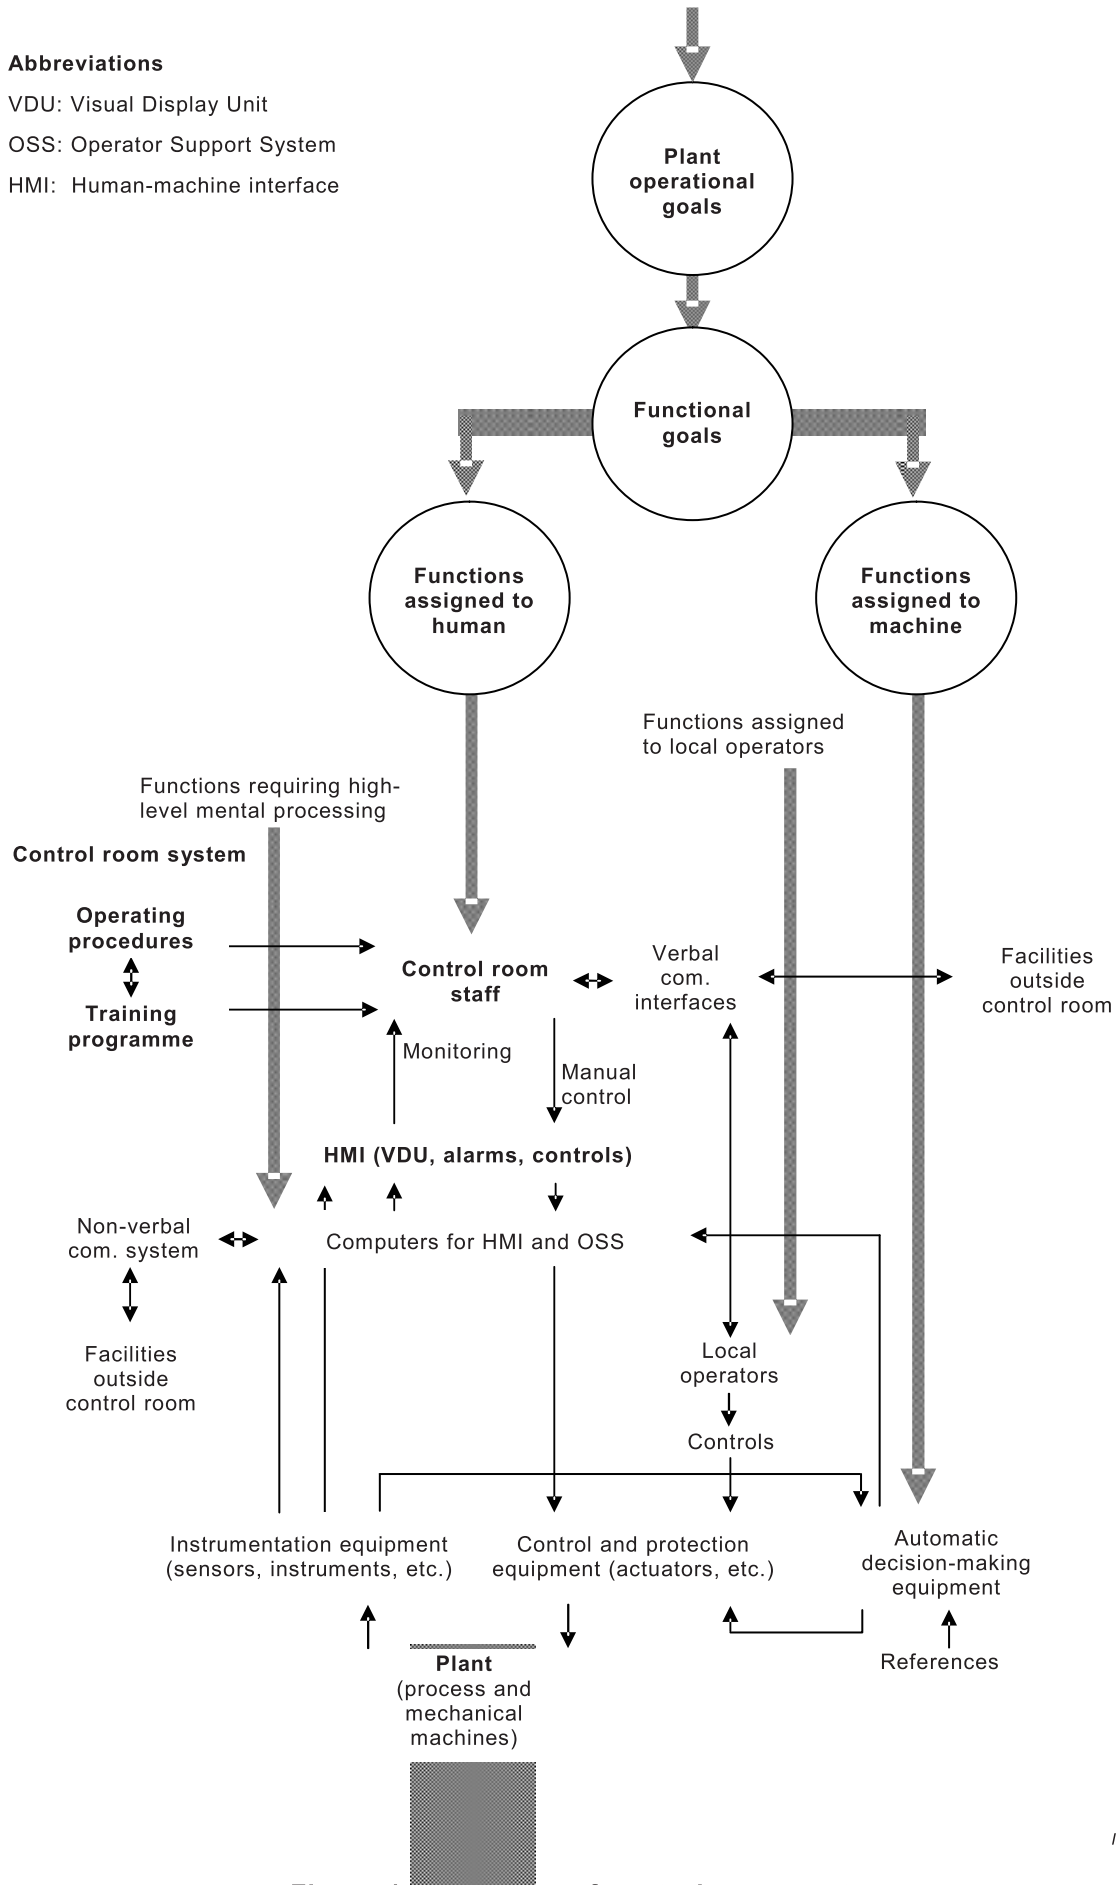 Abbreviations
VDU: Visual Display Unit
OSS: Operator Support System
HMI: Human-machine interface
Plant
operational
goals
Functional
goals
Functions
assigned to
human
Functions
assigned to
machine
Functions assigned
to local operators
Functions requiring high-
level mental processing
Control room system
Operating
procedures
Training
programme
Control room
staff
Verbal
com.
interfaces
Facilities
outside
control room
Monitoring
Manual
control
HMI (VDU, alarms, controls)
Non-verbal
com. system
Computers for HMI and OSS
Facilities
outside
control room
Local
operators
Controls
Instrumentation equipment
(sensors, instruments, etc.)
Control and protection
equipment (actuators, etc.)
Automatic
decision-making
equipment
References
Plant
(process and
mechanical
machines)